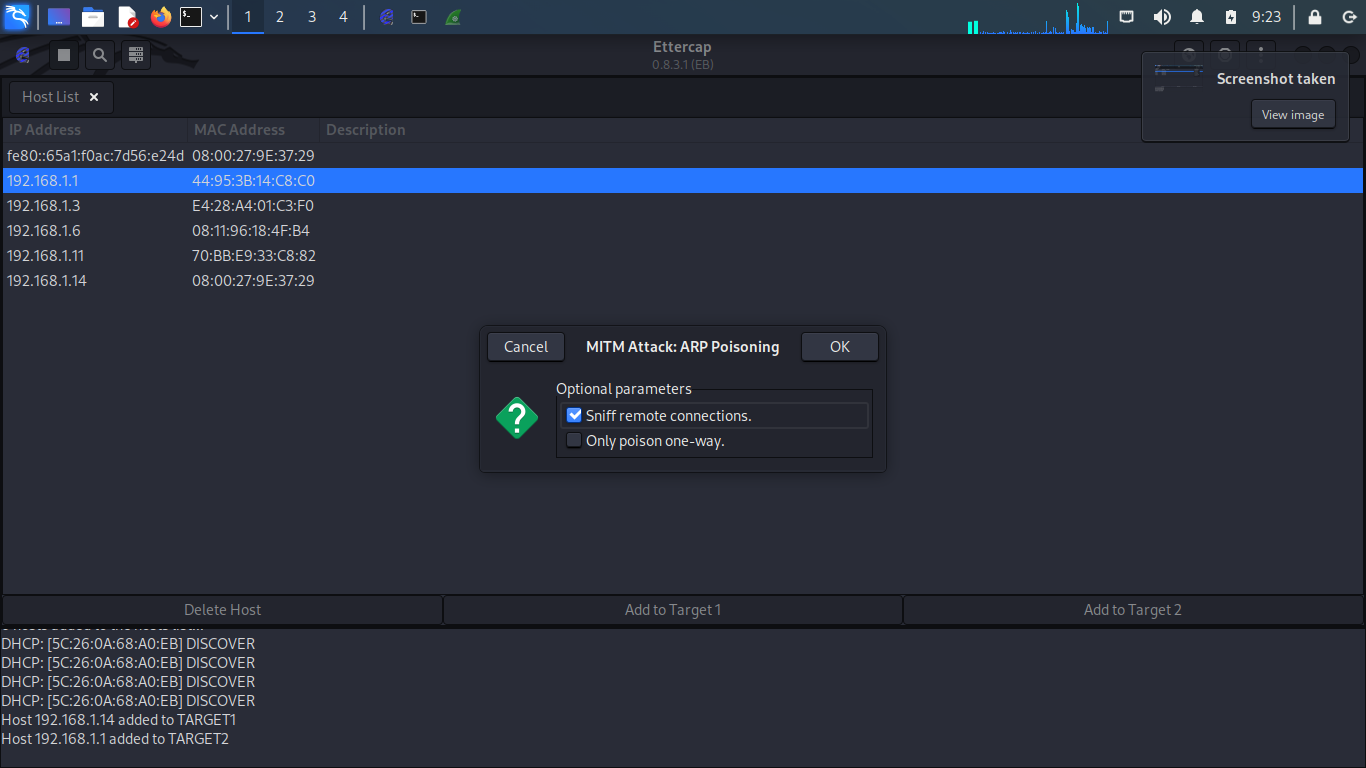 1 2 3 4 9:23
Ettercap
0.8.3.1 (EB)
Screenshot taken
View image
Host List
IP Address MAC Address Description
fe80::65a1:f0ac:7d56:e24d 08:00:27:9E:37:29
192.168.1.1 44:95:3B:14:C8:C0
192.168.1.3 E4:28:A4:01:C3:F0
192.168.1.6 08:11:96:18:4F:B4
192.168.1.11 70:BB:E9:33:C8:82
192.168.1.14 08:00:27:9E:37:29
Cancel MITM Attack: ARP Poisoning OK
Optional parameters
Sniff remote connections.
Only poison one-way.
Delete Host Add to Target 1 Add to Target 2
hosts added to the hosts list...
DHCP: [5C:26:0A:68:A0:EB] DISCOVER
DHCP: [5C:26:0A:68:A0:EB] DISCOVER
DHCP: [5C:26:0A:68:A0:EB] DISCOVER
DHCP: [5C:26:0A:68:A0:EB] DISCOVER
Host 192.168.1.14 added to TARGET1
Host 192.168.1.1 added to TARGET2